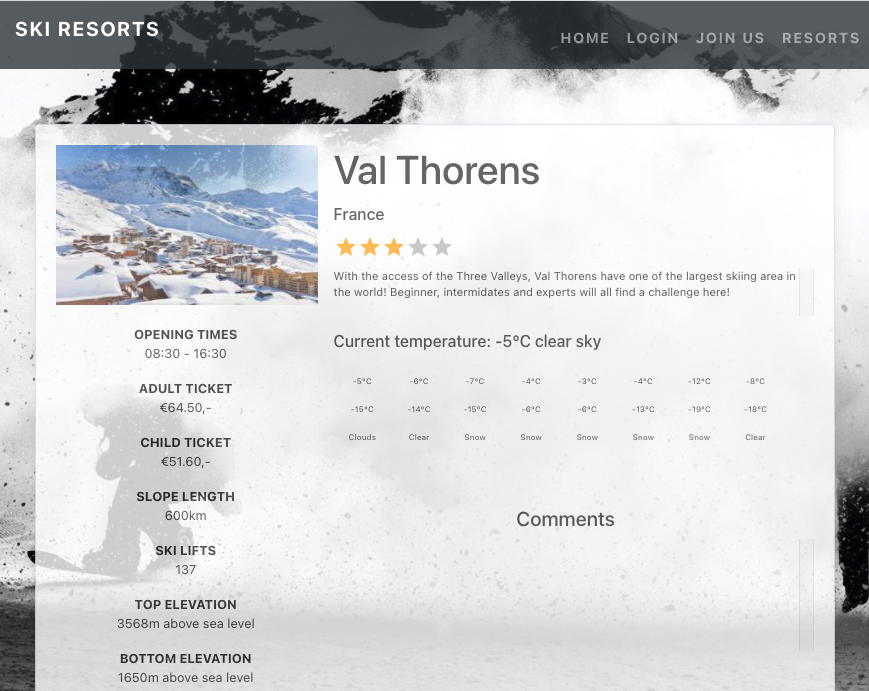 SKI RESORTS
HOME LOGIN JOIN US RESORTS
Val Thorens
France
With the access of the Three Valleys, Val Thorens have one of the largest skiing area in
the world! Beginner, intermidates and experts will all find a challenge here!
OPENING TIMES
08:30 - 16:30
ADULT TICKET
€64.50,-
CHILD TICKET
€51.60,-
SLOPE LENGTH
600km
SKI LIFTS
137
TOP ELEVATION
3568m above sea level
BOTTOM ELEVATION
1650m above sea level
Current temperature: -5°C clear sky
-5°C -6°C -7°C -4°C -3°C -4°C -12°C -8°C
-15°C -14°C -15°C -6°C -6°C -13°C -19°C -18°C
Clouds Clear Snow Snow Snow Snow Snow Clear
Comments